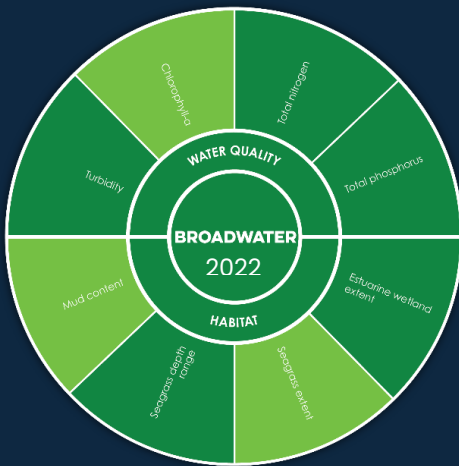 Chlorophyll-a
Total nitrogen
Turbidity
WATER QUALITY
Total phosphorus
BROADWATER
2022
Mud content
Estuarine wetland
extent
HABITAT
Seagrass depth
range
Seagrass extent